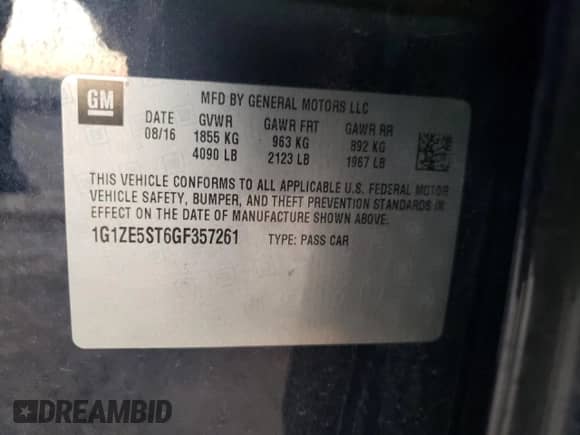 GM
MFD BY GENERAL MOTORS LLC
DATE GVWR GAWR FRT GAWR RR
08/16 1855 KG 963 KG 892 KG
4090 LB 2123 LB 1967 LB
THIS VEHICLE CONFORMS TO ALL APPLICABLE U.S. FEDERAL MOTOR
VEHICLE SAFETY, BUMPER, AND THEFT PREVENTION STANDARDS IN
EFFECT ON THE DATE OF MANUFACTURE SHOWN ABOVE.
1G1ZE5ST6GF357261 TYPE: PASS CAR
DREAMBID